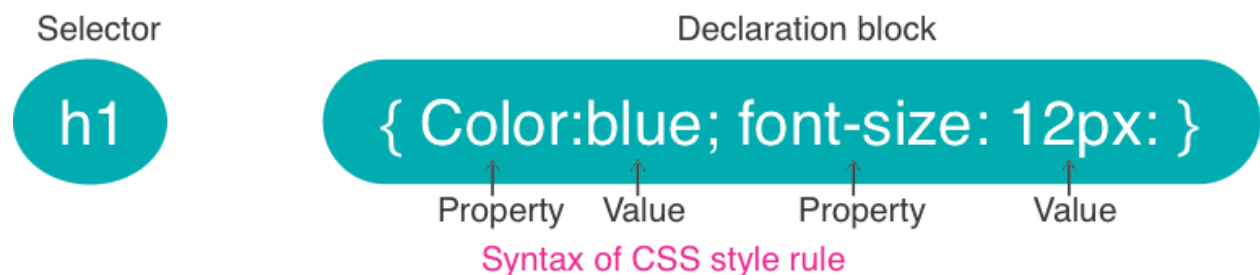 Selector Declaration block
h1 { Color:blue; font-size: 12px: }
Property Value Property Value
Syntax of CSS style rule